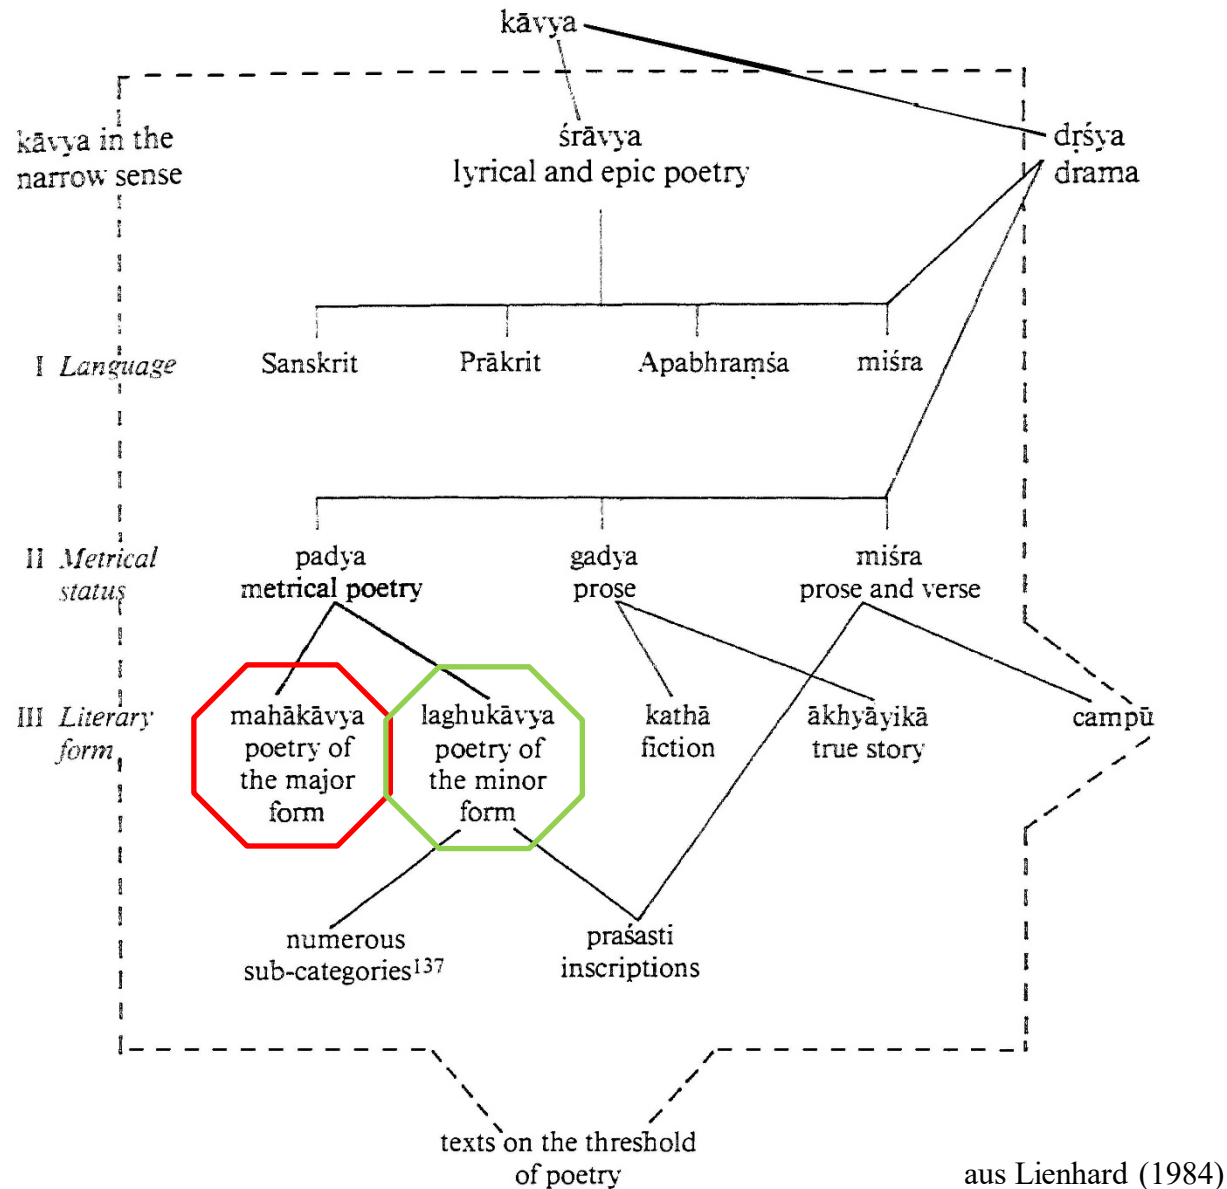 kāvya
kāvya in the
narrow sense
śrāvya
lyrical and epic poetry
dṛśya
drama
I Language
Sanskrit
Prākrit
Apabhraṃśa
miśra
II Metrical
status
padya
metrical poetry
gadya
prose
miśra
prose and verse
III Literary
form
mahākāvya
poetry of
the major
form
laghukāvya
poetry of
the minor
form
kathā
fiction
ākhyāyikā
true story
campū
numerous
sub-categories¹³⁷
praśasti
inscriptions
texts on the threshold
of poetry
aus Lienhard (1984)